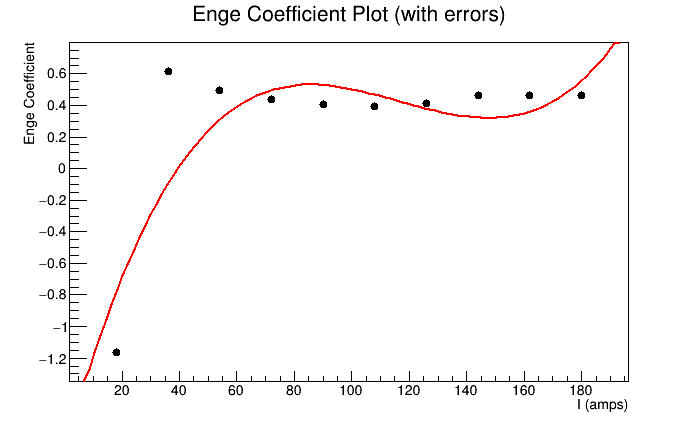 Enge Coefficient Plot (with errors)
Enge Coefficient
0.6
0.4
0.2
0
−0.2
−0.4
−0.6
−0.8
−1
−1.2
20 40 60 80 100 120 140 160 180
I (amps)